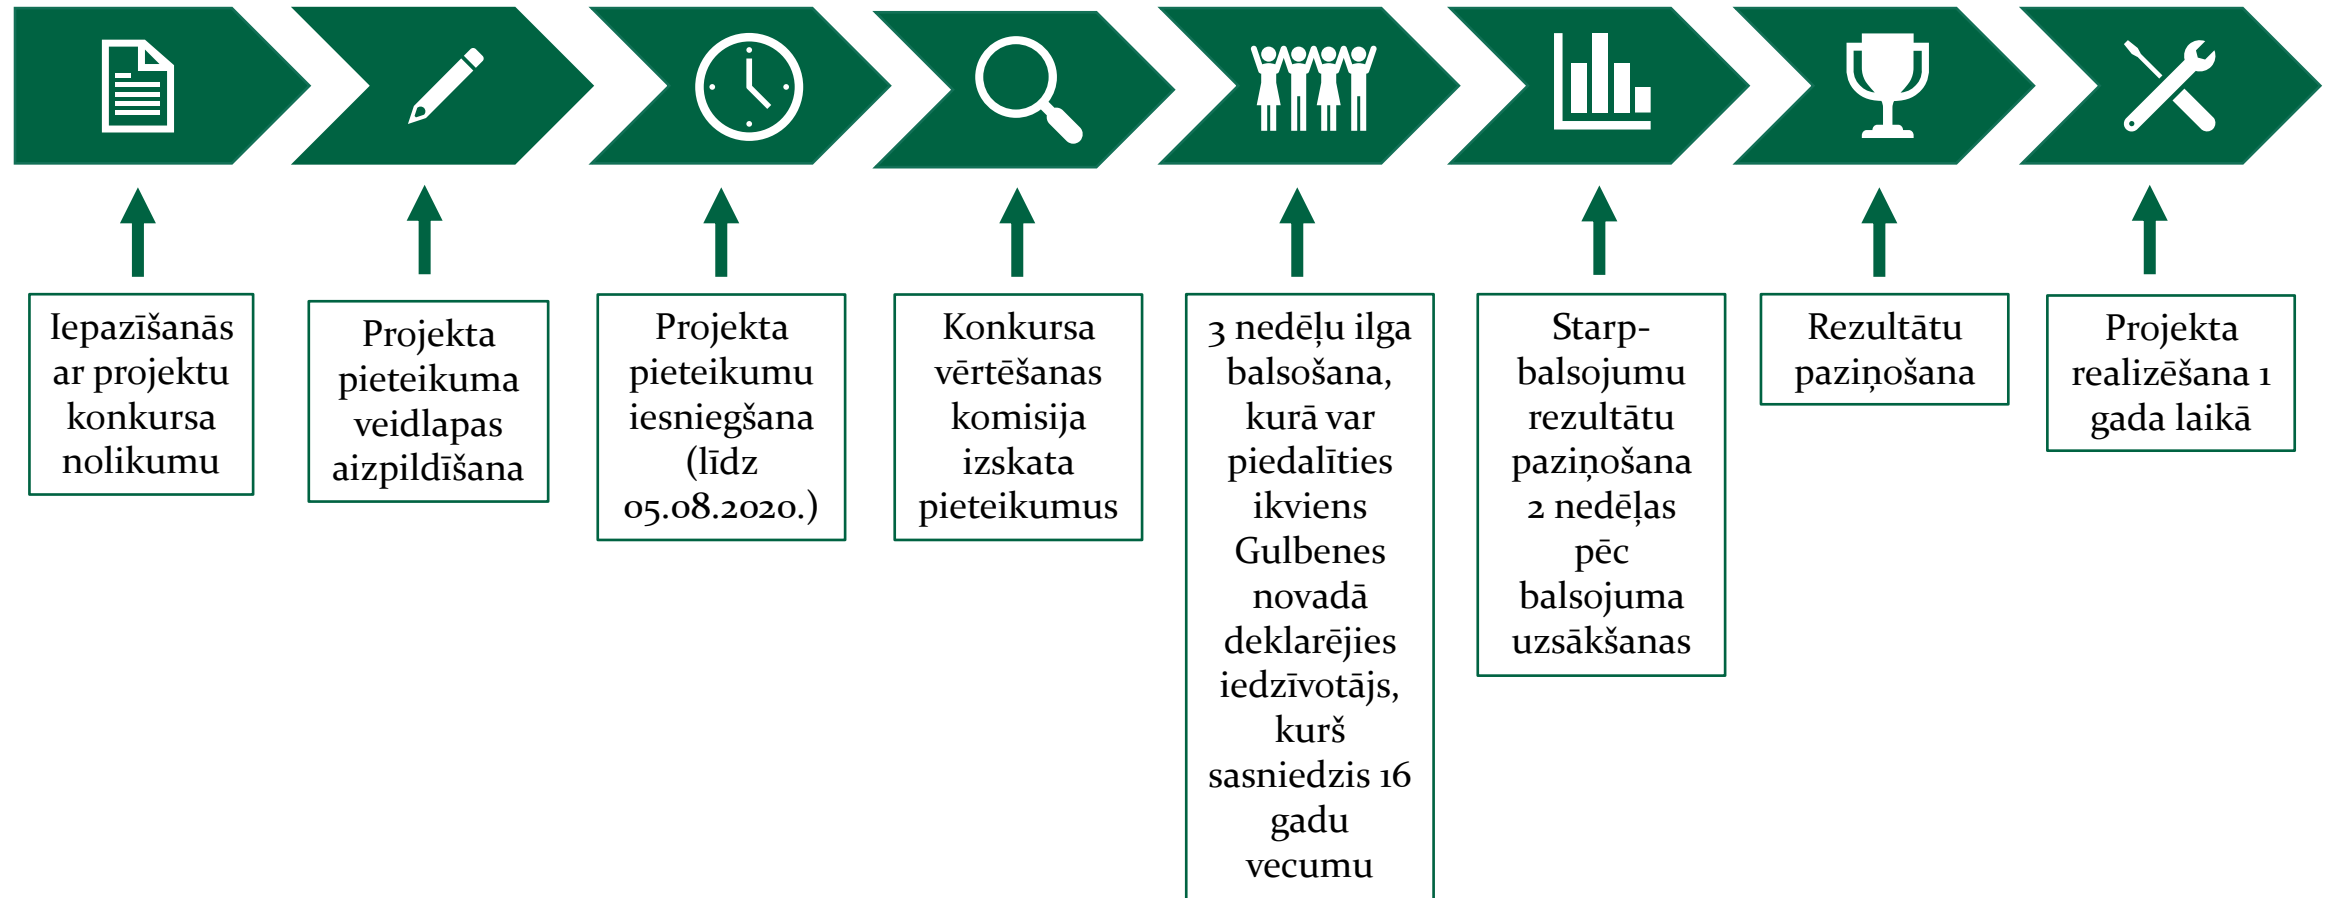 Iepazīšanās
ar projektu
konkursa
nolikumu
Projekta
pieteikuma
veidlapas
aizpildīšana
Projekta
pieteikumu
iesniegšana
(līdz
05.08.2020.)
Konkursa
vērtēšanas
komisija
izskata
pieteikumus
3 nedēļu ilga
balsošana,
kurā var
piedalīties
ikviens
Gulbenes
novadā
deklarējies
iedzīvotājs,
kurš
sasniedzis 16
gadu
vecumu
Starp-
balsojumu
rezultātu
paziņošana
2 nedēļas
pēc
balsojuma
uzsākšanas
Rezultātu
paziņošana
Projekta
realizēšana 1
gada laikā